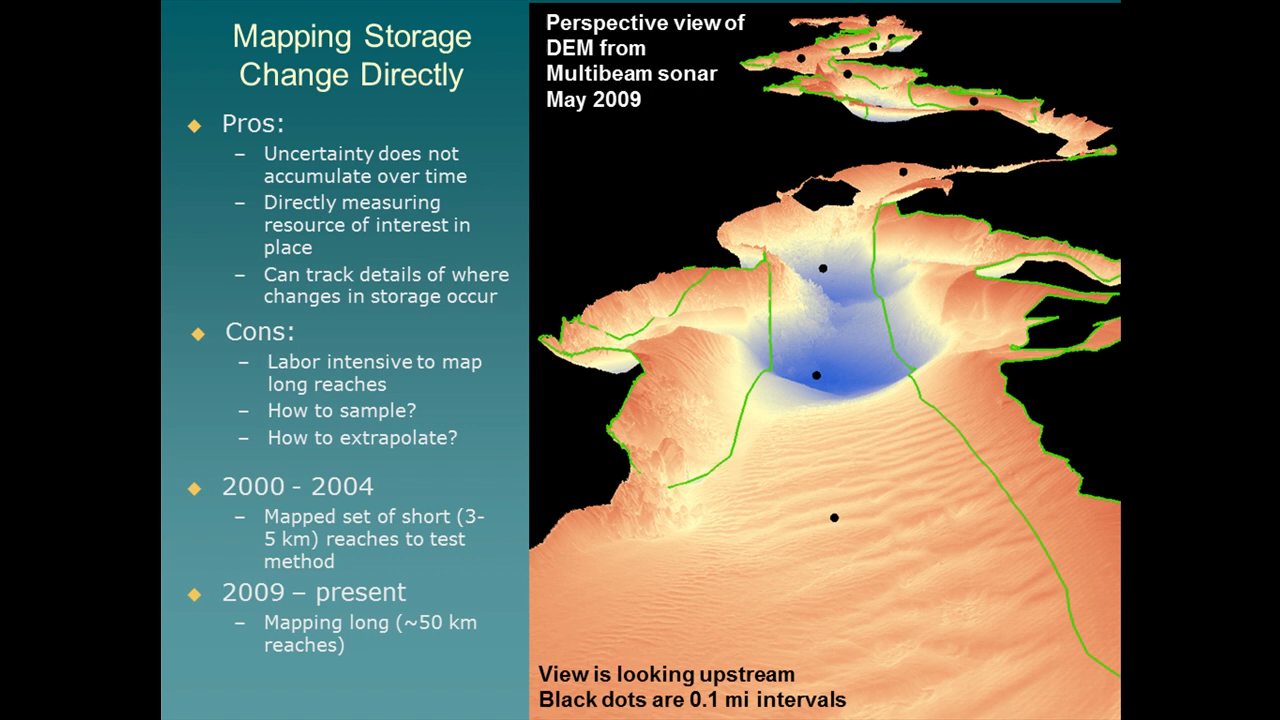 Mapping Storage
Change Directly
Pros:
– Uncertainty does not
accumulate over time
– Directly measuring
resource of interest in
place
– Can track details of where
changes in storage occur
Cons:
– Labor intensive to map
long reaches
– How to sample?
– How to extrapolate?
2000 - 2004
– Mapped set of short (3-
5 km) reaches to test
method
2009 – present
– Mapping long (~50 km
reaches)
Perspective view of
DEM from
Multibeam sonar
May 2009
View is looking upstream
Black dots are 0.1 mi intervals